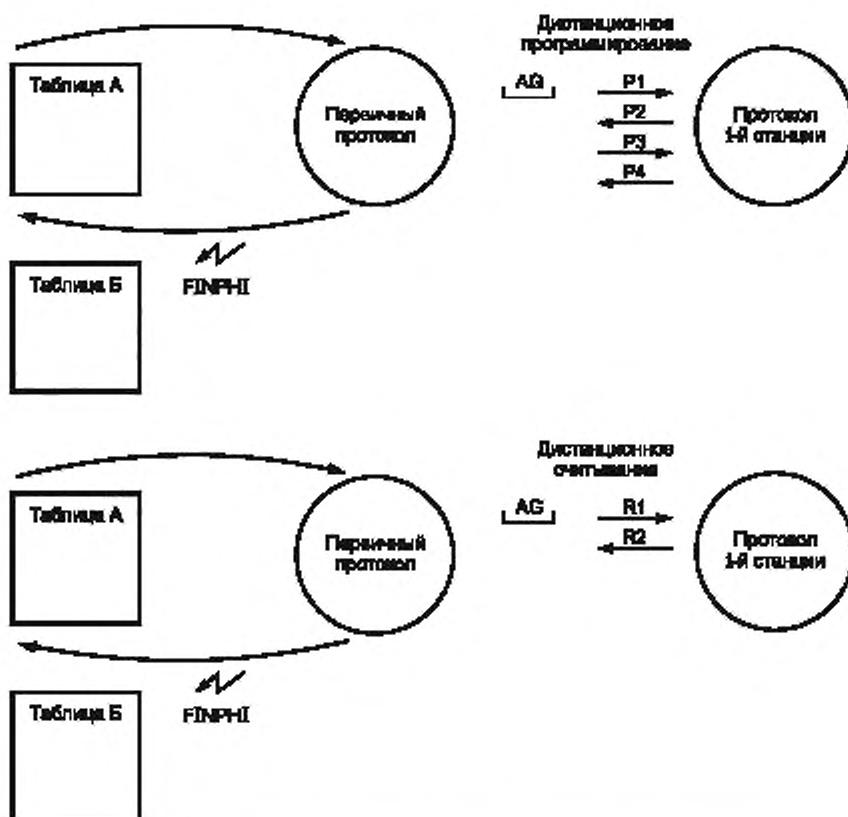 Дистанционное
программирование
Таблица А
AG
P1
Первичный
протокол
P2
Протокол
1-й станции
P3
P4
FINPHI
Таблица Б
Дистанционное
считывание
Таблица А
AG
R1
Первичный
протокол
R2
Протокол
1-й станции
FINPHI
Таблица Б